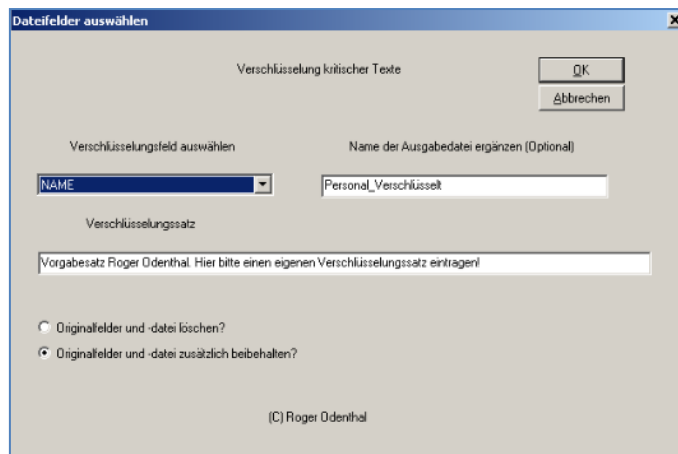 Dateifelder auswählen
Verschlüsselung kritischer Texte
OK
Abbrechen
Verschlüsselungsfeld auswählen
Name der Ausgabedatei ergänzen (Optional)
NAME
Personal_Verschlüsselt
Verschlüsselungssatz
Vorgabesatz Roger Odenthal. Hier bitte einen eigenen Verschlüsselungssatz eintragen!
Originalfelder und -datei löschen?
Originalfelder und -datei zusätzlich beibehalten?
(C) Roger Odenthal